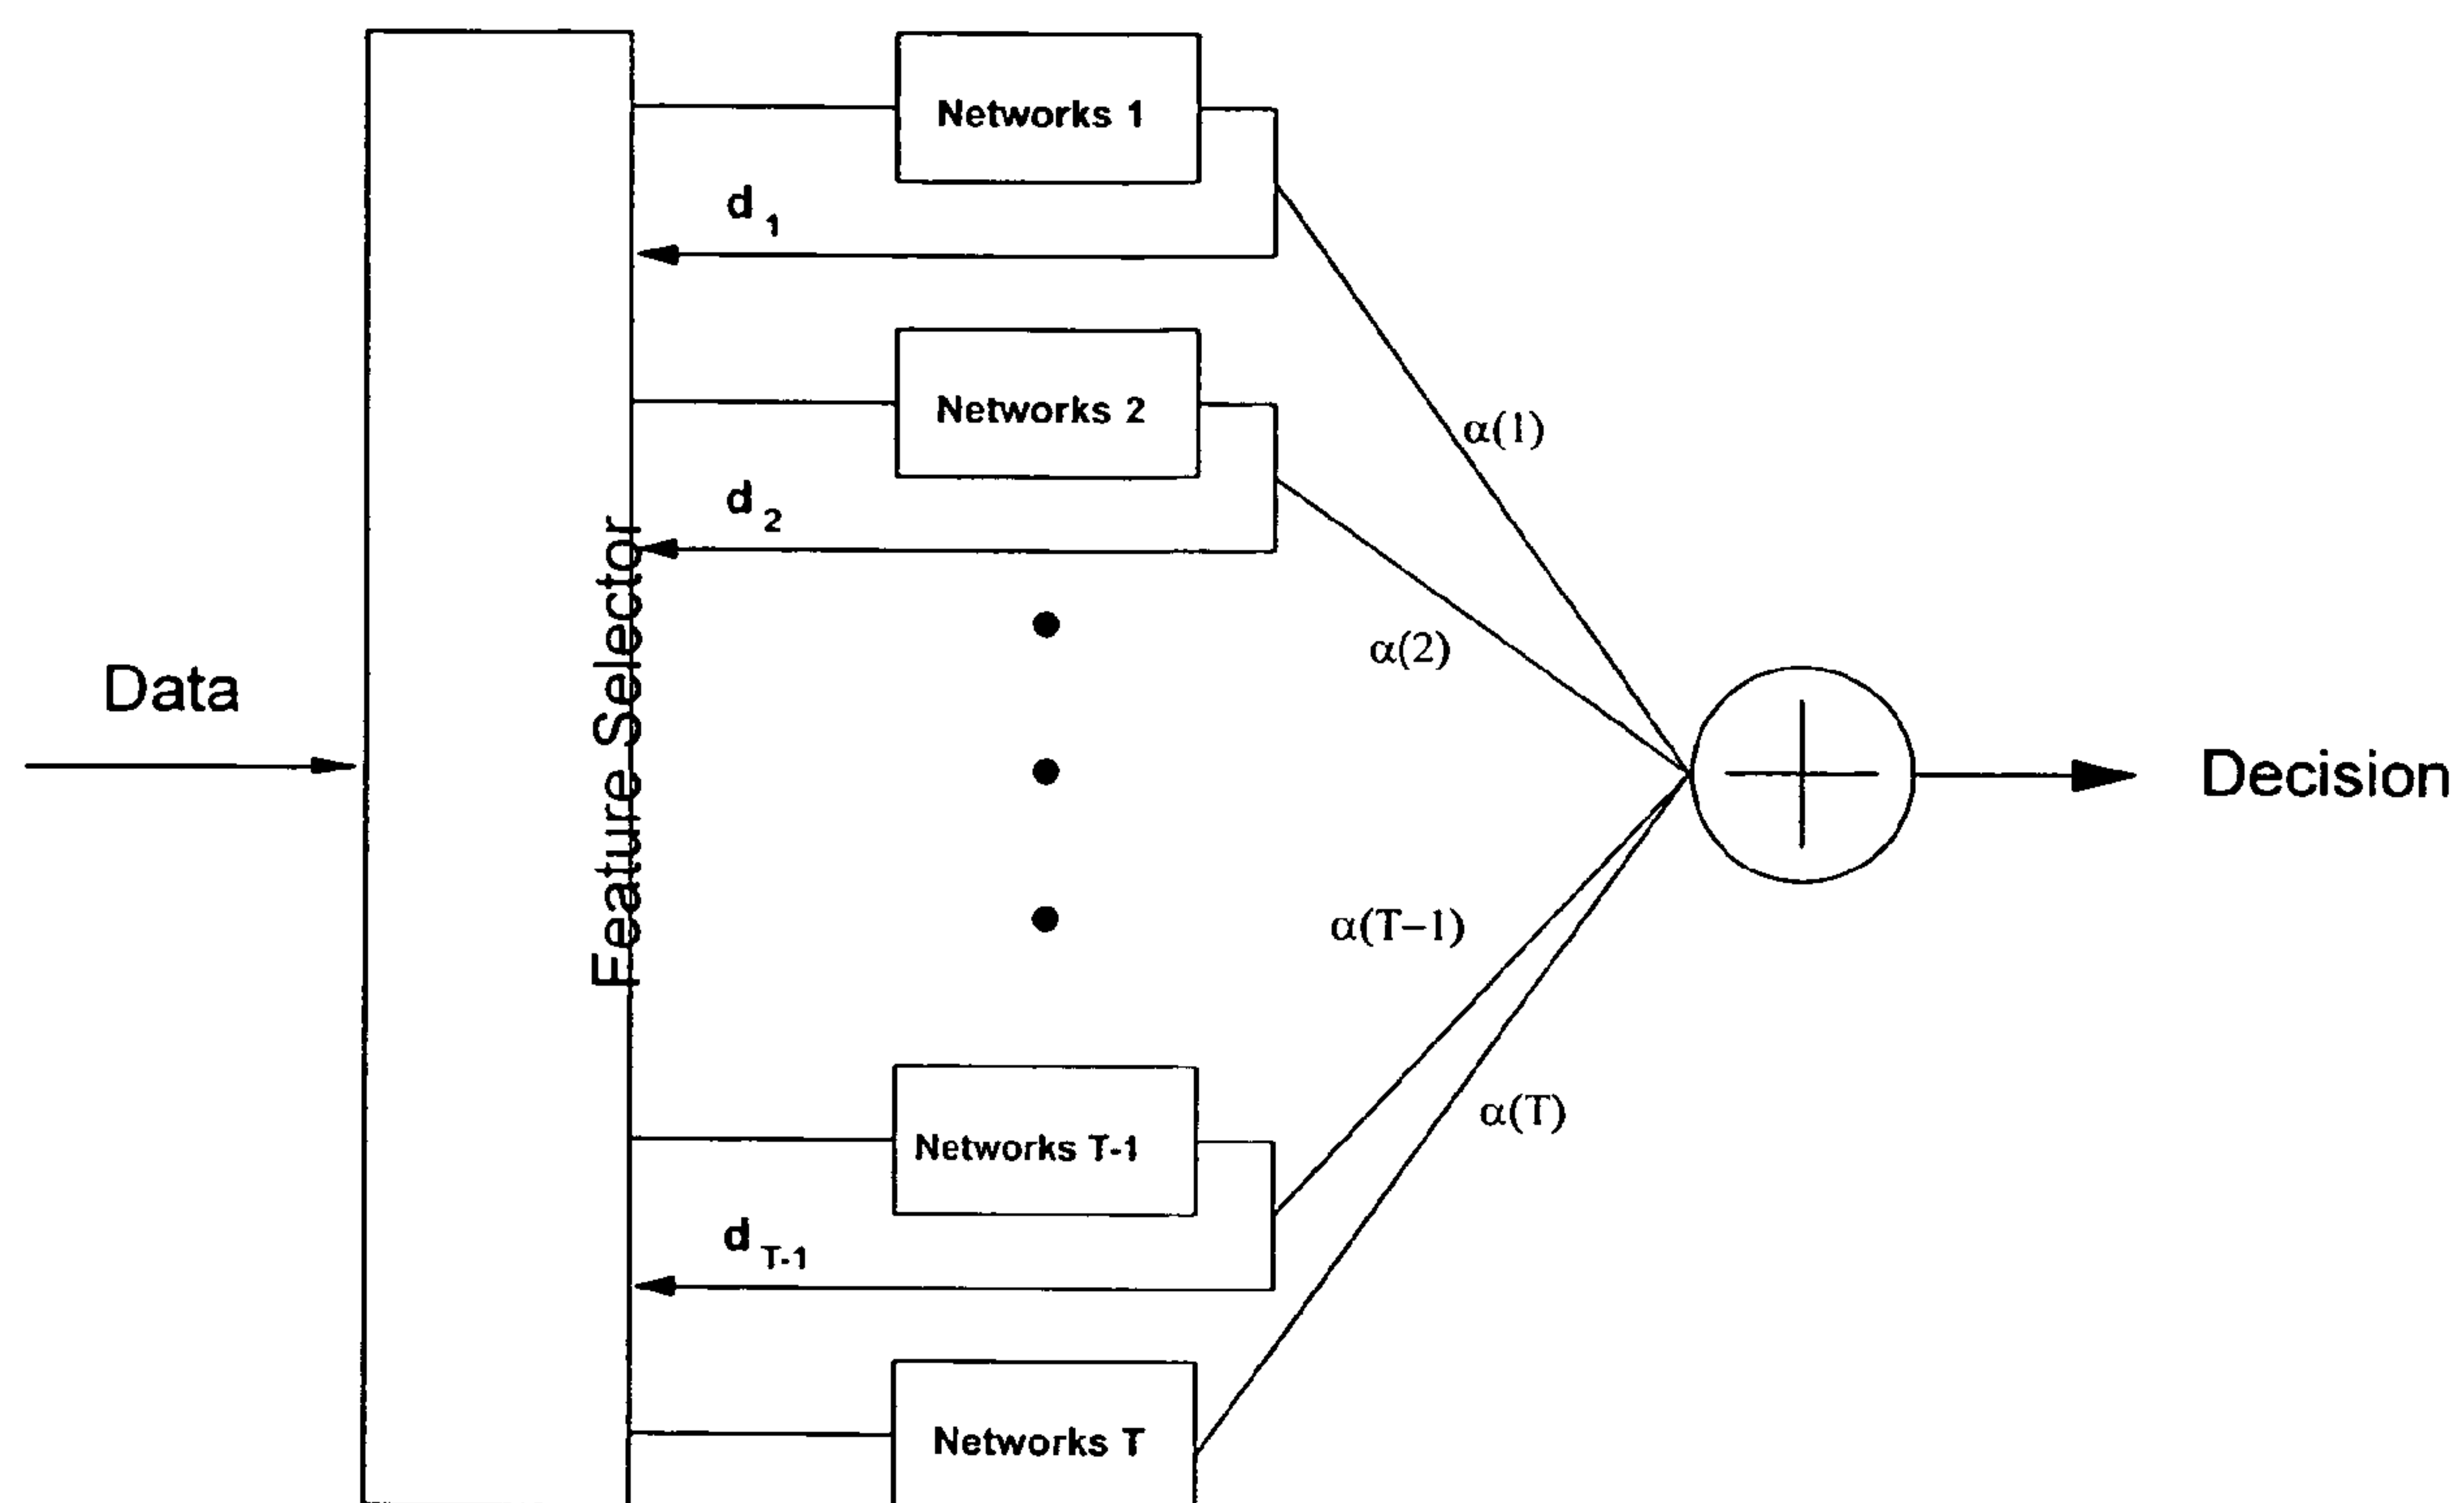 Networks 1
d 1
α(1)
Networks 2
d 2
α(2)
Feature Selector
Data
Decision
α(T−1)
α(T)
Networks T-1
d T-1
Networks T